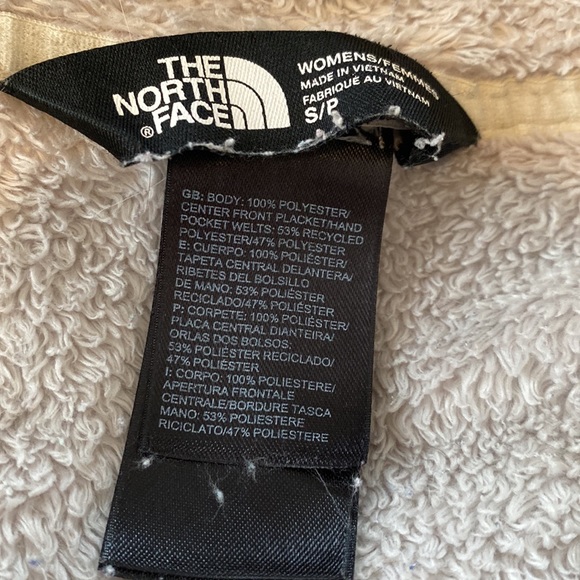 THE
NORTH
FACE
®
WOMENS/FEMMES
MADE IN VIETNAM
FABRIQUÉ AU VIETNAM
S/P
GB: BODY: 100% POLYESTER/
CENTER FRONT PLACKET/HAND
POCKET WELTS: 53% RECYCLED
POLYESTER/47% POLYESTER
E: CUERPO: 100% POLIÉSTER/
TAPETA CENTRAL DELANTERA/
RIBETES DEL BOLSILLO
DE MANO: 53% POLIÉSTER
RECICLADO/47% POLIÉSTER
P: CORPETE: 100% POLIÉSTER/
PLACA CENTRAL DIANTEIRA/
ORLAS DOS BOLSOS:
53% POLIÉSTER RECICLADO/
47% POLIÉSTER
I: CORPO: 100% POLIESTERE/
APERTURA FRONTALE
CENTRALE/BORDURE TASCA
MANO: 53% POLIESTERE
RICICLATO/47% POLIESTERE